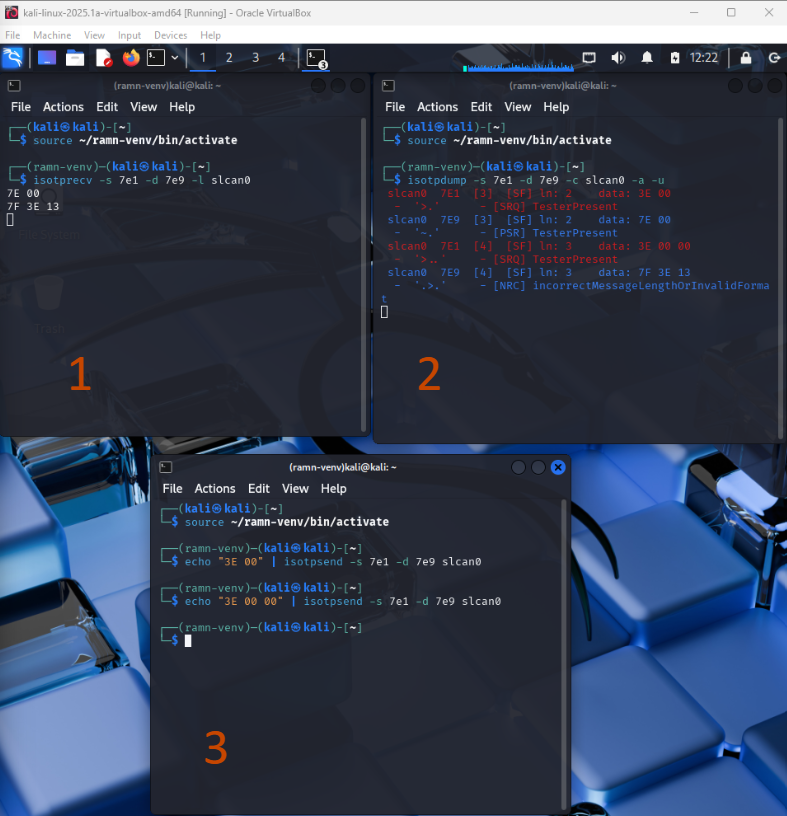 kali-linux-2025.1a-virtualbox-amd64 [Running] - Oracle VirtualBox
File Machine View Input Devices Help
1 2 3 4 3 12:22
(ramn-venv)kali@kali: ~
File Actions Edit View Help
┌──(kali㉿kali)-[~]
└─$ source ~/ramn-venv/bin/activate
┌──(ramn-venv)─(kali㉿kali)-[~]
└─$ isotprecv -s 7e1 -d 7e9 -l slcan0
7E 00
7F 3E 13
File System
Trash
1
(ramn-venv)kali@kali: ~
File Actions Edit View Help
┌──(kali㉿kali)-[~]
└─$ source ~/ramn-venv/bin/activate
┌──(ramn-venv)─(kali㉿kali)-[~]
└─$ isotpdump -s 7e1 -d 7e9 -c slcan0 -a -u
slcan0 7E1 [3] [SF] ln: 2 data: 3E 00
- '>.' - [SRQ] TesterPresent
slcan0 7E9 [3] [SF] ln: 2 data: 7E 00
- '~.' - [PSR] TesterPresent
slcan0 7E1 [4] [SF] ln: 3 data: 3E 00 00
- '>..' - [SRQ] TesterPresent
slcan0 7E9 [4] [SF] ln: 3 data: 7F 3E 13
- '.>.' - [NRC] incorrectMessageLengthOrInvalidForma
t
2
(ramn-venv)kali@kali: ~
File Actions Edit View Help
┌──(kali㉿kali)-[~]
└─$ source ~/ramn-venv/bin/activate
┌──(ramn-venv)─(kali㉿kali)-[~]
└─$ echo "3E 00" | isotpsend -s 7e1 -d 7e9 slcan0
┌──(ramn-venv)─(kali㉿kali)-[~]
└─$ echo "3E 00 00" | isotpsend -s 7e1 -d 7e9 slcan0
┌──(ramn-venv)─(kali㉿kali)-[~]
└─$
3